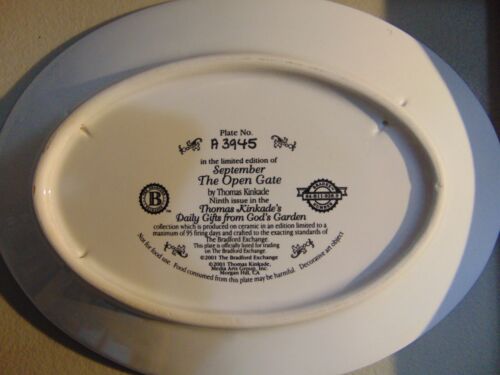 Plate No.
A 3945
in the limited edition of
September
The Open Gate
by Thomas Kinkade
Ninth issue in the
Thomas Kinkade's
Daily Gifts from God's Garden
collection which is produced on ceramic in an edition limited to a
maximum of 95 firing days and crafted to the exacting standards of
The Bradford Exchange.
This plate is officially listed for trading
on The Bradford Exchange.
©2001 The Bradford Exchange
©2001 Thomas Kinkade,
Media Arts Group, Inc.
Morgan Hill, CA
Not for food use. Food consumed from this plate may be harmful. Decorative art object
B